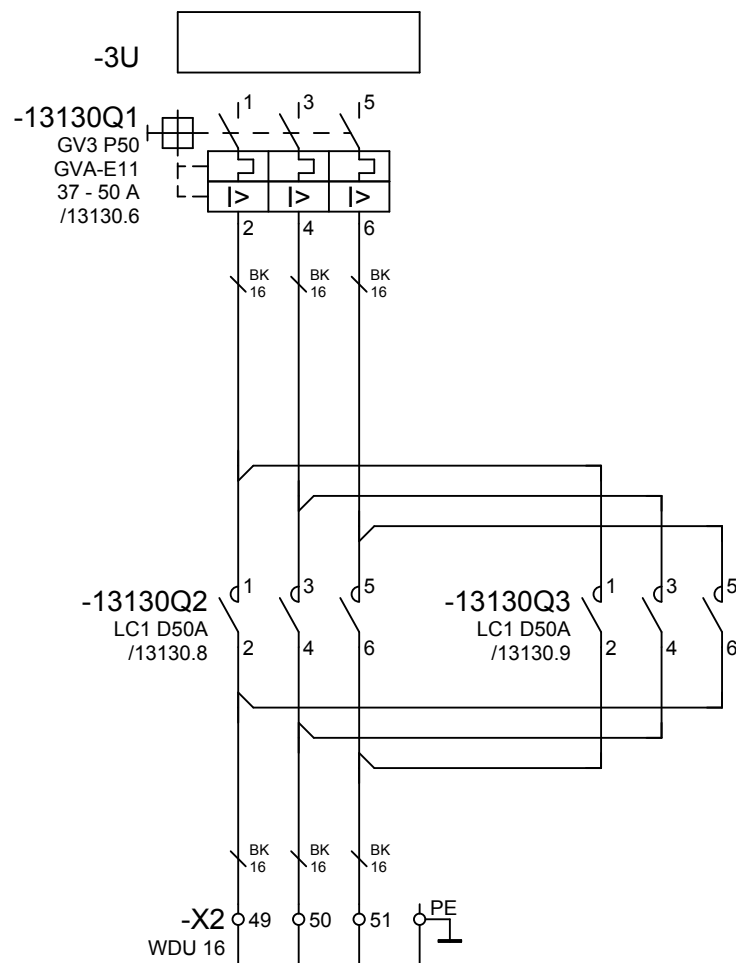 -3U
-13130Q1
GV3 P50
GVA-E11
37 - 50 A
/13130.6
1 3 5
|> |> |>
2 4 6
BK BK BK
16 16 16
-13130Q2
LC1 D50A
/13130.8
1 3 5
2 4 6
-13130Q3
LC1 D50A
/13130.9
1 3 5
2 4 6
BK BK BK
16 16 16
-X2 49 50 51 PE
WDU 16